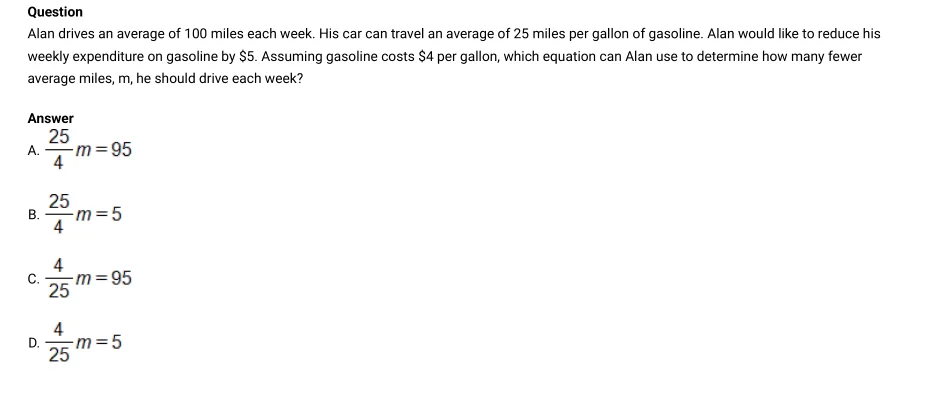 Question
Alan drives an average of 100 miles each week. His car can travel an average of 25 miles per gallon of gasoline. Alan would like to reduce his
weekly expenditure on gasoline by $5. Assuming gasoline costs $4 per gallon, which equation can Alan use to determine how many fewer
average miles, m, he should drive each week?
Answer
A. 25/4 m = 95
B. 25/4 m = 5
C. 4/25 m = 95
D. 4/25 m = 5